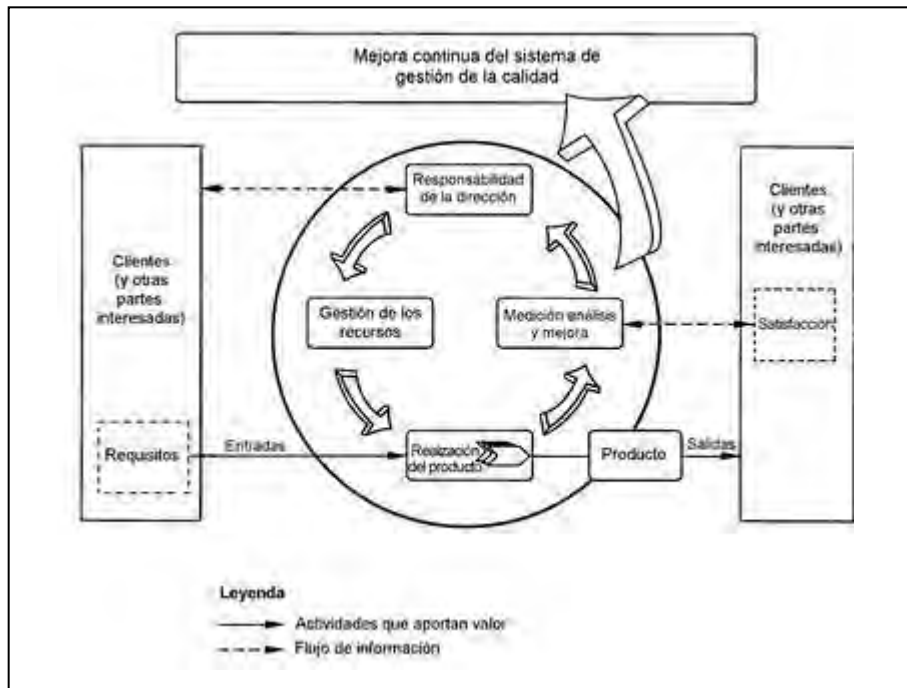 Mejora continua del sistema de
gestión de la calidad
Responsabilidad
de la dirección
Clientes
(y otras
partes
interesadas)
Clientes
(y otras
partes
interesadas)
Gestión de los
recursos
Medición análisis
y mejora
Satisfacción
Requisitos
Entradas
Realzación
del producto
Producto
Salidas
Leyenda
Actividades que aportan valor
Flujo de información